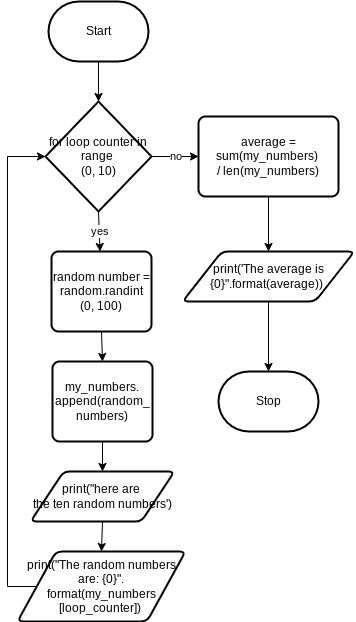 Start
for loop counter in
range
(0, 10)
no
average =
sum(my_numbers)
/ len(my_numbers)
yes
random number =
random.randint
(0, 100)
print('The average is
{0}".format(average))
my_numbers.
append(random_
numbers)
Stop
print("here are
the ten random numbers')
print("The random numbers
are: {0}".
format(my_numbers
[loop_counter])